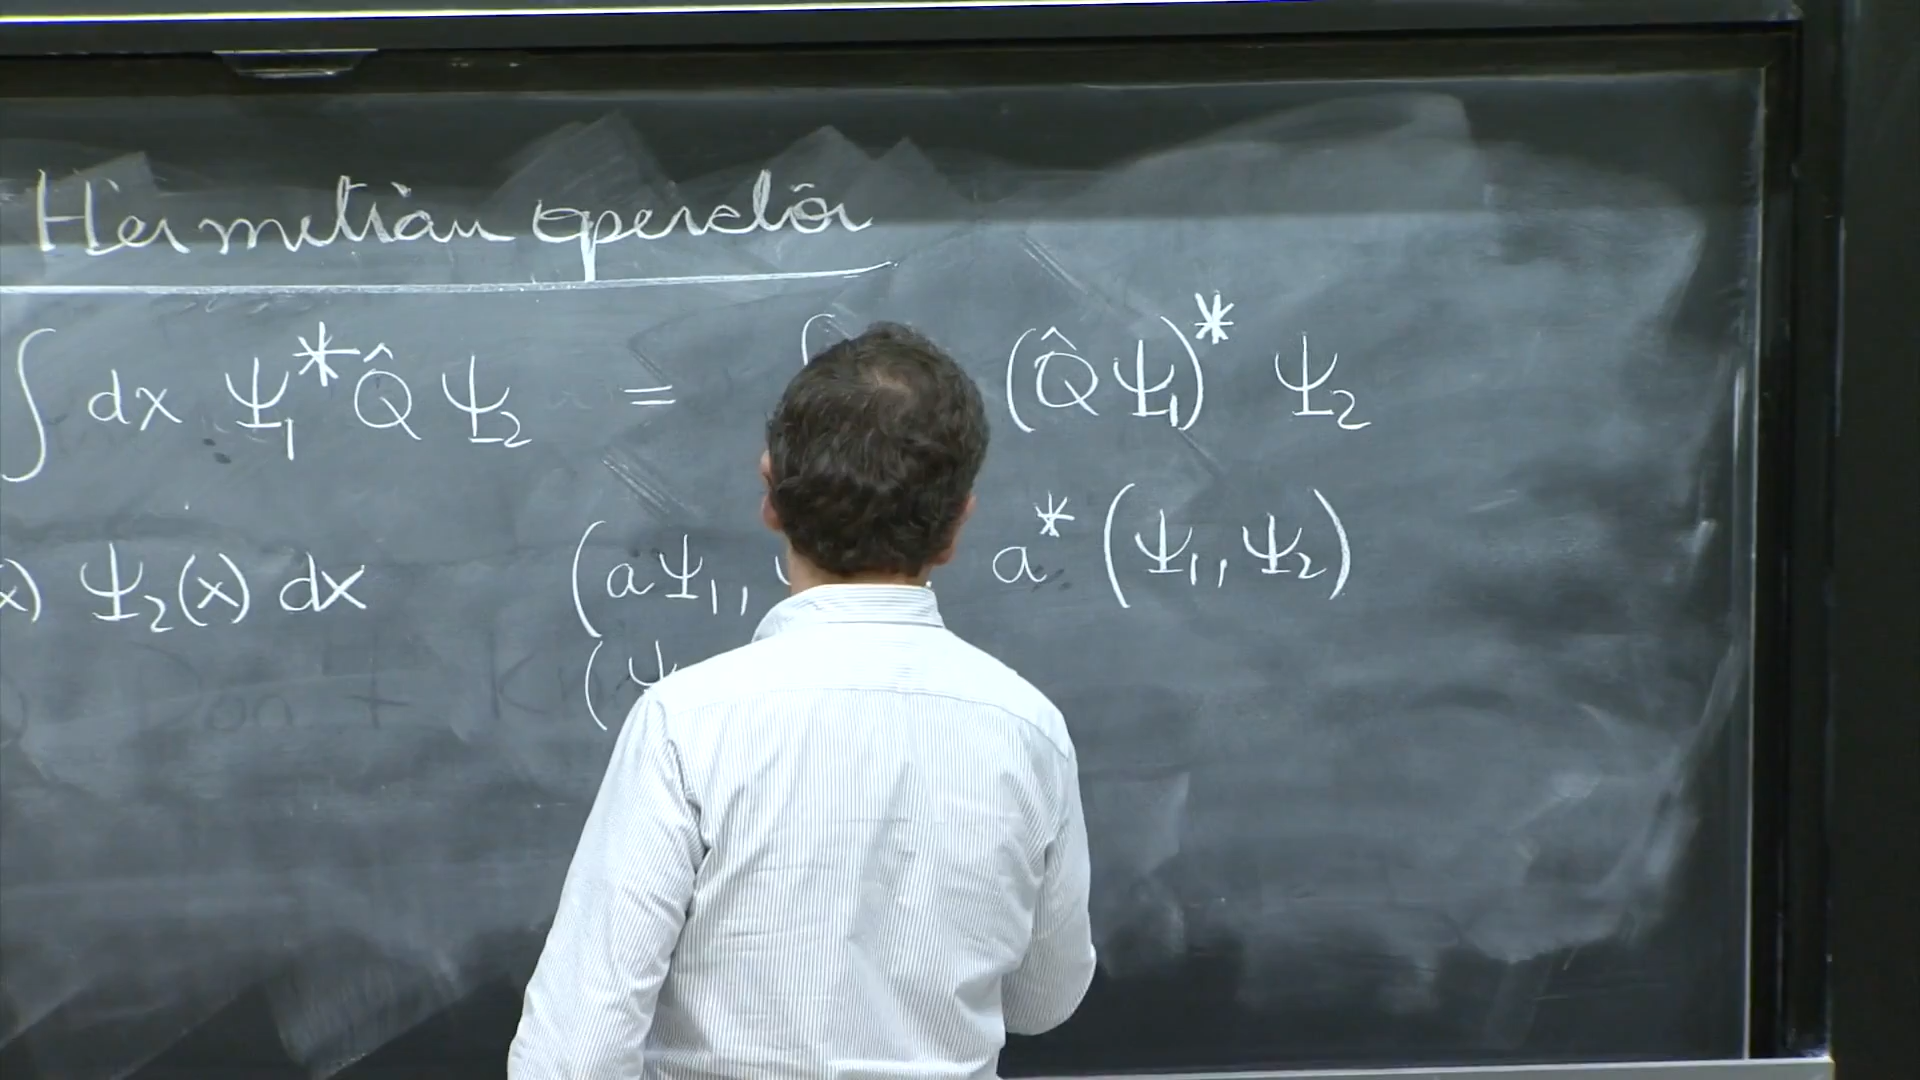 Hermitian operator
∫ dx Ψ₁* Q̂ Ψ₂ = ∫ (Q̂ Ψ₁)* Ψ₂
x) Ψ₂(x) dx (aΨ₁, a* (Ψ₁, Ψ₂)
(Ψ